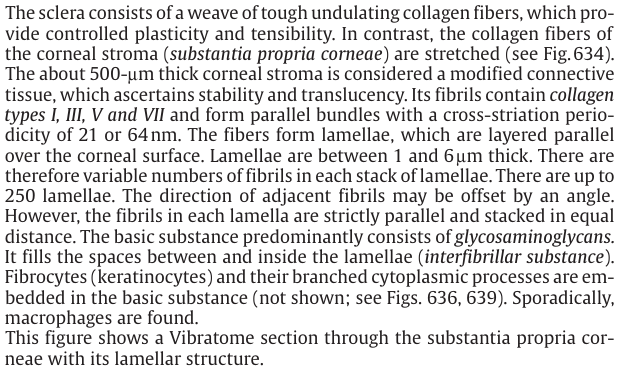 The sclera consists of a weave of tough undulating collagen fibers, which pro-
vide controlled plasticity and tensibility. In contrast, the collagen fibers of
the corneal stroma (substantia propria corneae) are stretched (see Fig. 634).
The about 500-μm thick corneal stroma is considered a modified connective
tissue, which ascertains stability and translucency. Its fibrils contain collagen
types I, III, V and VII and form parallel bundles with a cross-striation perio-
dicity of 21 or 64 nm. The fibers form lamellae, which are layered parallel
over the corneal surface. Lamellae are between 1 and 6 μm thick. There are
therefore variable numbers of fibrils in each stack of lamellae. There are up to
250 lamellae. The direction of adjacent fibrils may be offset by an angle.
However, the fibrils in each lamella are strictly parallel and stacked in equal
distance. The basic substance predominantly consists of glycosaminoglycans.
It fills the spaces between and inside the lamellae (interfibrillar substance).
Fibrocytes (keratinocytes) and their branched cytoplasmic processes are em-
bedded in the basic substance (not shown; see Figs. 636, 639). Sporadically,
macrophages are found.
This figure shows a Vibratome section through the substantia propria cor-
neae with its lamellar structure.